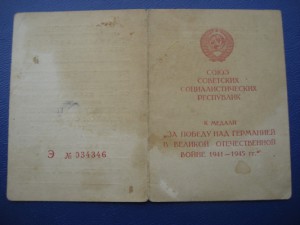 Э № 334346
СОЮЗ
СОВЕТСКИХ
СОЦИАЛИСТИЧЕСКИХ
РЕСПУБЛИК
К МЕДАЛИ
„ЗА ПОБЕДУ НАД ГЕРМАНИЕЙ
В ВЕЛИКОЙ ОТЕЧЕСТВЕННОЙ
ВОЙНЕ 1941–1945 гг."